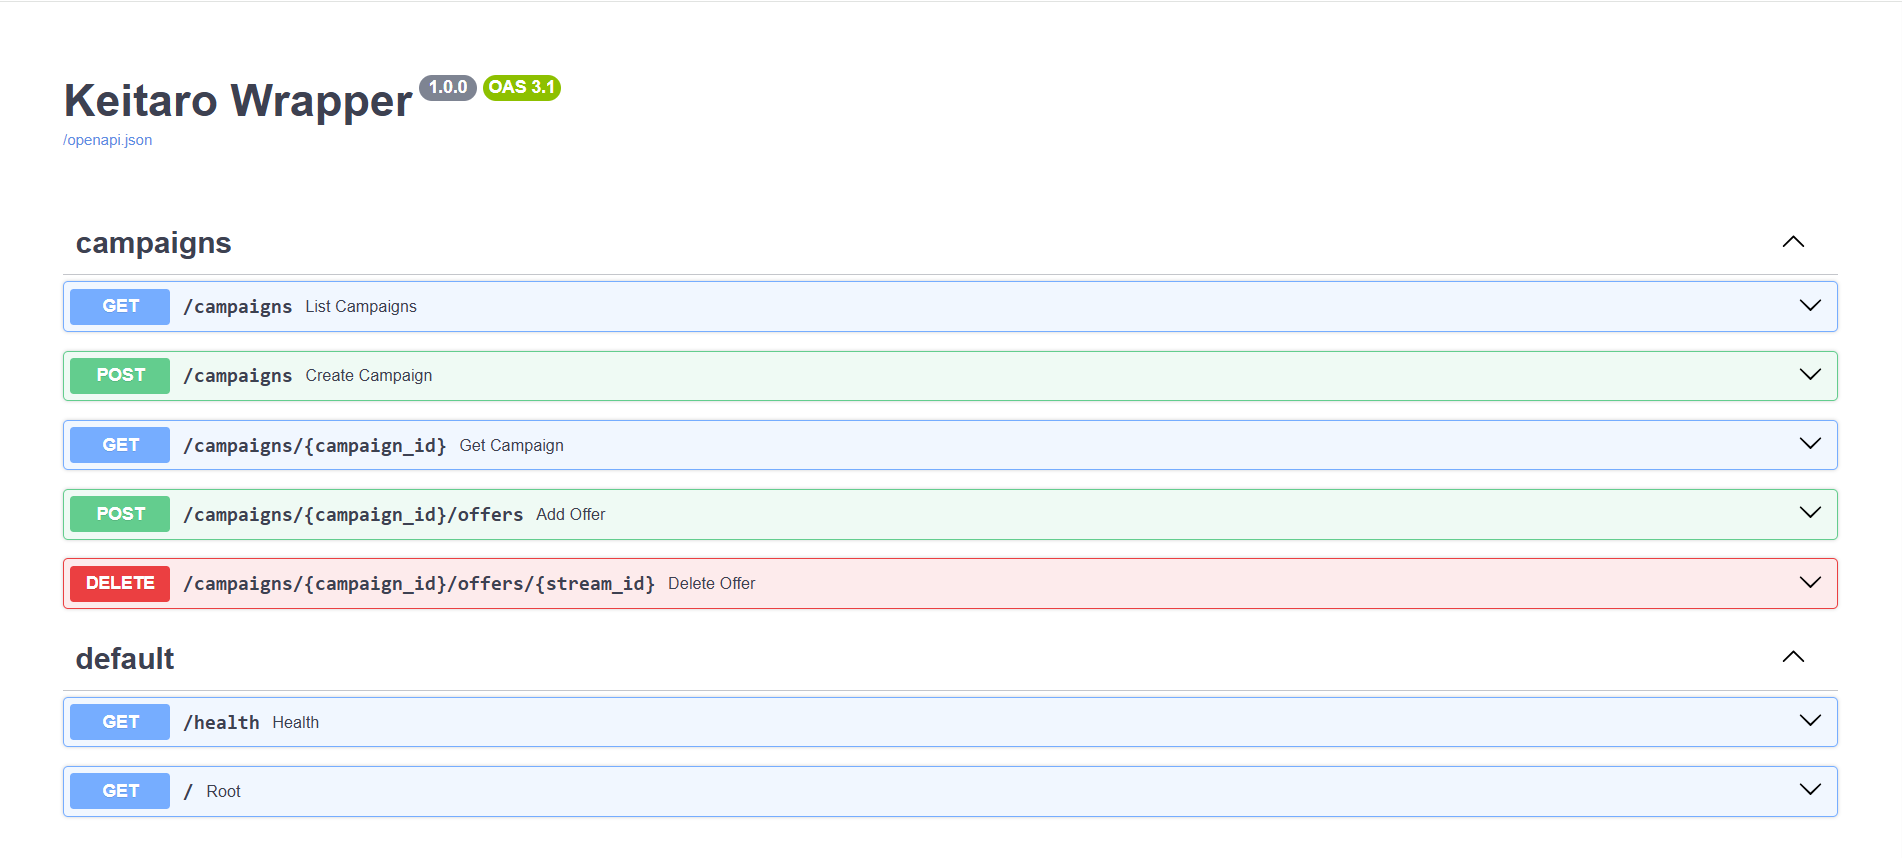 Keitaro Wrapper 1.0.0 OAS 3.1
/openapi.json
campaigns
GET /campaigns List Campaigns
POST /campaigns Create Campaign
GET /campaigns/{campaign_id} Get Campaign
POST /campaigns/{campaign_id}/offers Add Offer
DELETE /campaigns/{campaign_id}/offers/{stream_id} Delete Offer
default
GET /health Health
GET / Root